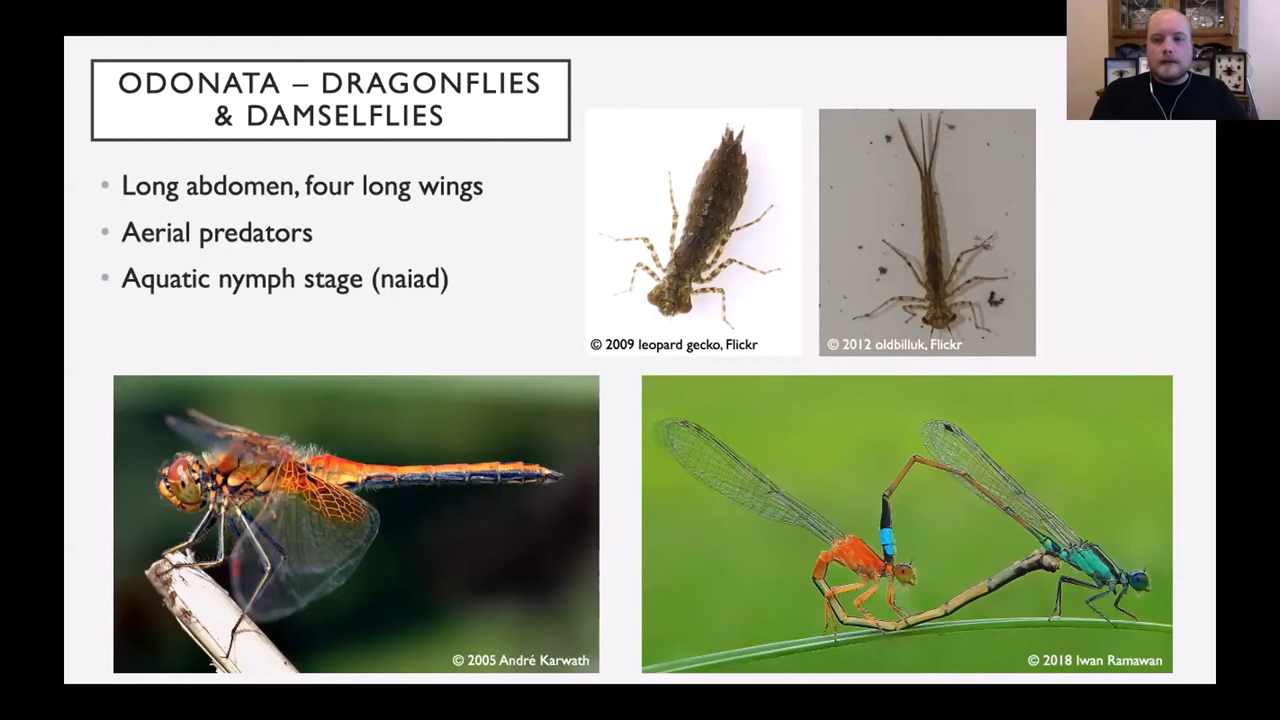 ODONATA – DRAGONFLIES
& DAMSELFLIES
• Long abdomen, four long wings
• Aerial predators
• Aquatic nymph stage (naiad)
© 2009 leopard gecko, Flickr
© 2012 oldbilluk, Flickr
© 2005 André Karwath
© 2018 Iwan Ramawan